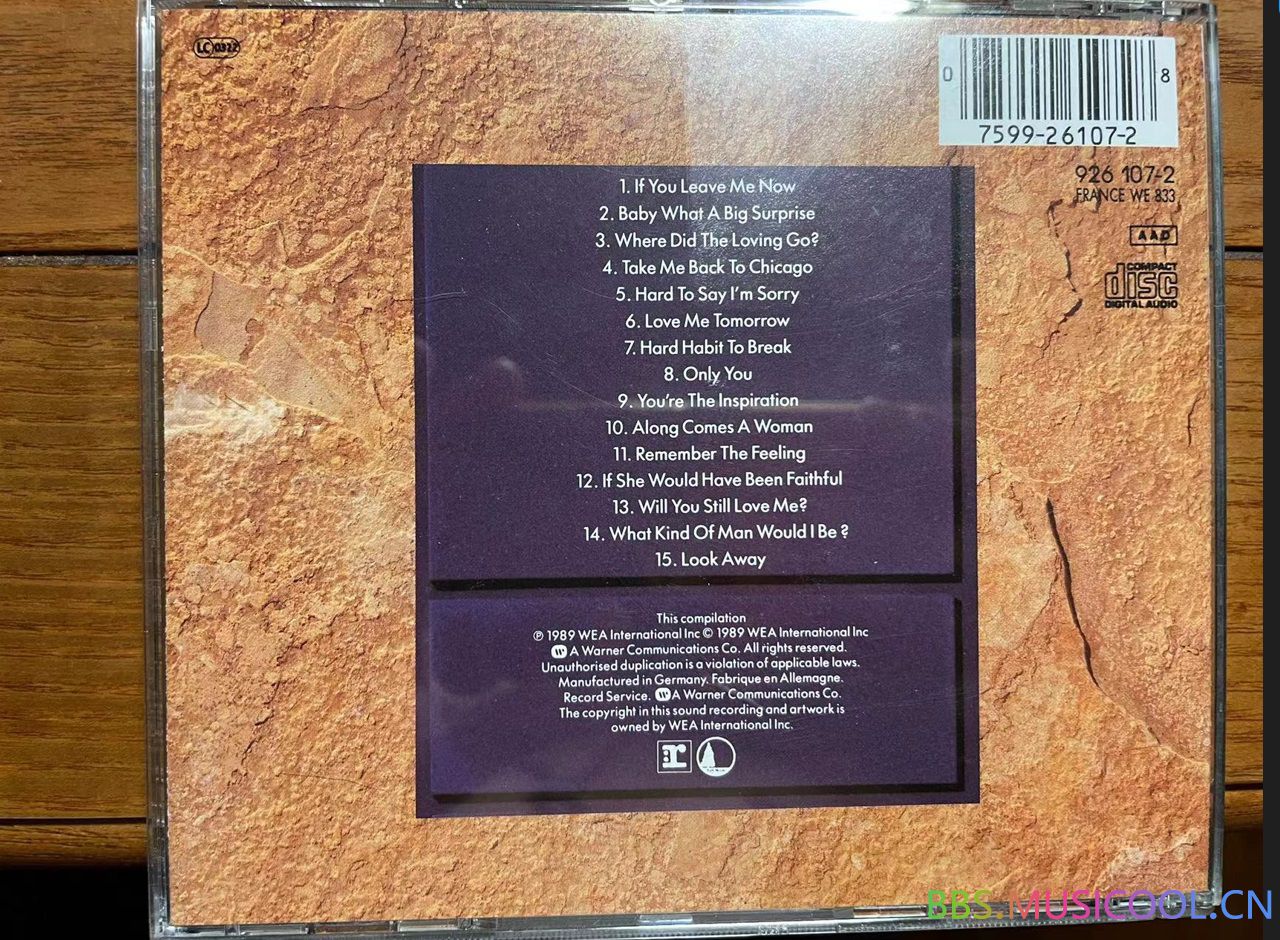 LC 0322
0 8
7599-26107-2
926 107-2
FRANCE WE 833
AAD
COMPACT
disc
DIGITAL AUDIO
1. If You Leave Me Now
2. Baby What A Big Surprise
3. Where Did The Loving Go?
4. Take Me Back To Chicago
5. Hard To Say I'm Sorry
6. Love Me Tomorrow
7. Hard Habit To Break
8. Only You
9. You're The Inspiration
10. Along Comes A Woman
11. Remember The Feeling
12. If She Would Have Been Faithful
13. Will You Still Love Me?
14. What Kind Of Man Would I Be ?
15. Look Away
This compilation
℗ 1989 WEA International Inc © 1989 WEA International Inc
A Warner Communications Co. All rights reserved.
Unauthorised duplication is a violation of applicable laws.
Manufactured in Germany. Fabrique en Allemagne.
Record Service. A Warner Communications Co.
The copyright in this sound recording and artwork is
owned by WEA International Inc.
:r
BBS.MUSICOOL.CN